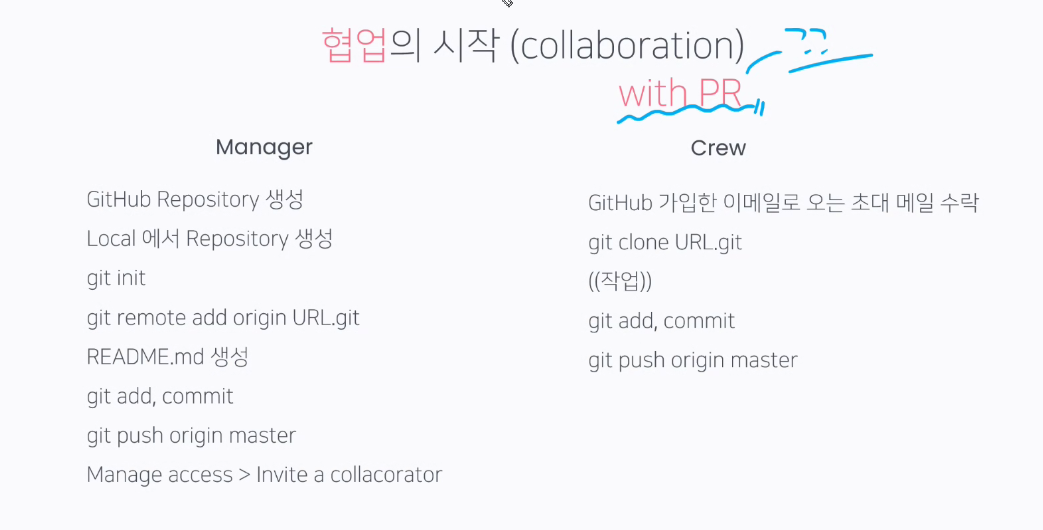 협업의 시작 (collaboration)
with PR
Manager
GitHub Repository 생성
Local 에서 Repository 생성
git init
git remote add origin URL.git
README.md 생성
git add, commit
git push origin master
Manage access > Invite a collacorator
Crew
GitHub 가입한 이메일로 오는 초대 메일 수락
git clone URL.git
((작업))
git add, commit
git push origin master